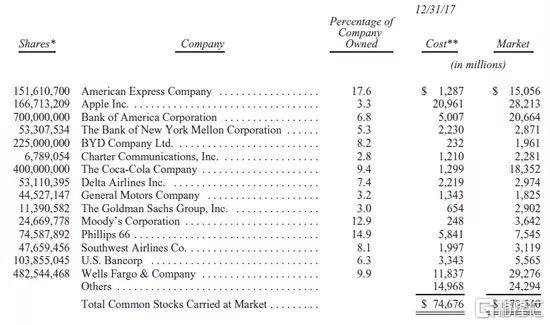 12/31/17
Shares* Company Percentage of Company Owned Cost** Market
(in millions)
151,610,700 American Express Company . . . . . . . . . . . . . . . . . . . 17.6 $ 1,287 $ 15,056
166,713,209 Apple Inc. . . . . . . . . . . . . . . . . . . . . . . . . . . . . . . . . 3.3 20,961 28,213
700,000,000 Bank of America Corporation . . . . . . . . . . . . . . . . 6.8 5,007 20,664
53,307,534 The Bank of New York Mellon Corporation . . . . . . 5.3 2,230 2,871
225,000,000 BYD Company Ltd. . . . . . . . . . . . . . . . . . . . . . . . . 8.2 232 1,961
6,789,054 Charter Communications, Inc. . . . . . . . . . . . . . . . . 2.8 1,210 2,281
400,000,000 The Coca-Cola Company . . . . . . . . . . . . . . . . . . . . 9.4 1,299 18,352
53,110,395 Delta Airlines Inc. . . . . . . . . . . . . . . . . . . . . . . . . . 7.4 2,219 2,974
44,527,147 General Motors Company . . . . . . . . . . . . . . . . . . . 3.2 1,343 1,825
11,390,582 The Goldman Sachs Group, Inc. . . . . . . . . . . . . . . . 3.0 654 2,902
24,669,778 Moody's Corporation . . . . . . . . . . . . . . . . . . . . . . . 12.9 248 3,642
74,587,892 Phillips 66 . . . . . . . . . . . . . . . . . . . . . . . . . . . . . . . . 14.9 5,841 7,545
47,659,456 Southwest Airlines Co. . . . . . . . . . . . . . . . . . . . . . 8.1 1,997 3,119
103,855,045 U.S. Bancorp . . . . . . . . . . . . . . . . . . . . . . . . . . . . . 6.3 3,343 5,565
482,544,468 Wells Fargo & Company . . . . . . . . . . . . . . . . . . . . 9.9 11,837 29,276
Others . . . . . . . . . . . . . . . . . . . . . . . . . . . . . . . . . . . 14,968 24,294
Total Common Stocks Carried at Market . . . . . . . . . $ 74,676